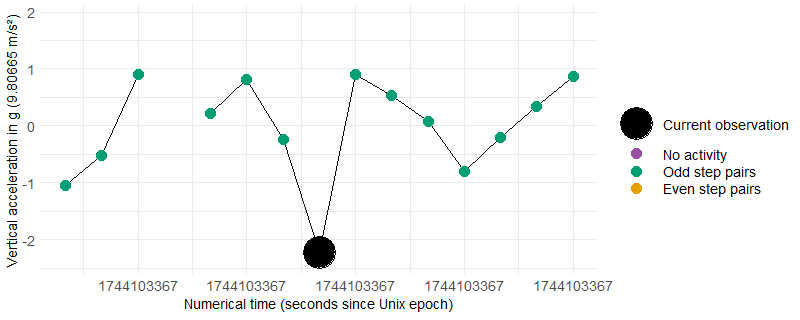 Vertical acceleration in g (9.80665 m/s²)
2
1
0
-1
-2
1744103367 1744103367 1744103367 1744103367 1744103367
Numerical time (seconds since Unix epoch)
Current observation
No activity
Odd step pairs
Even step pairs